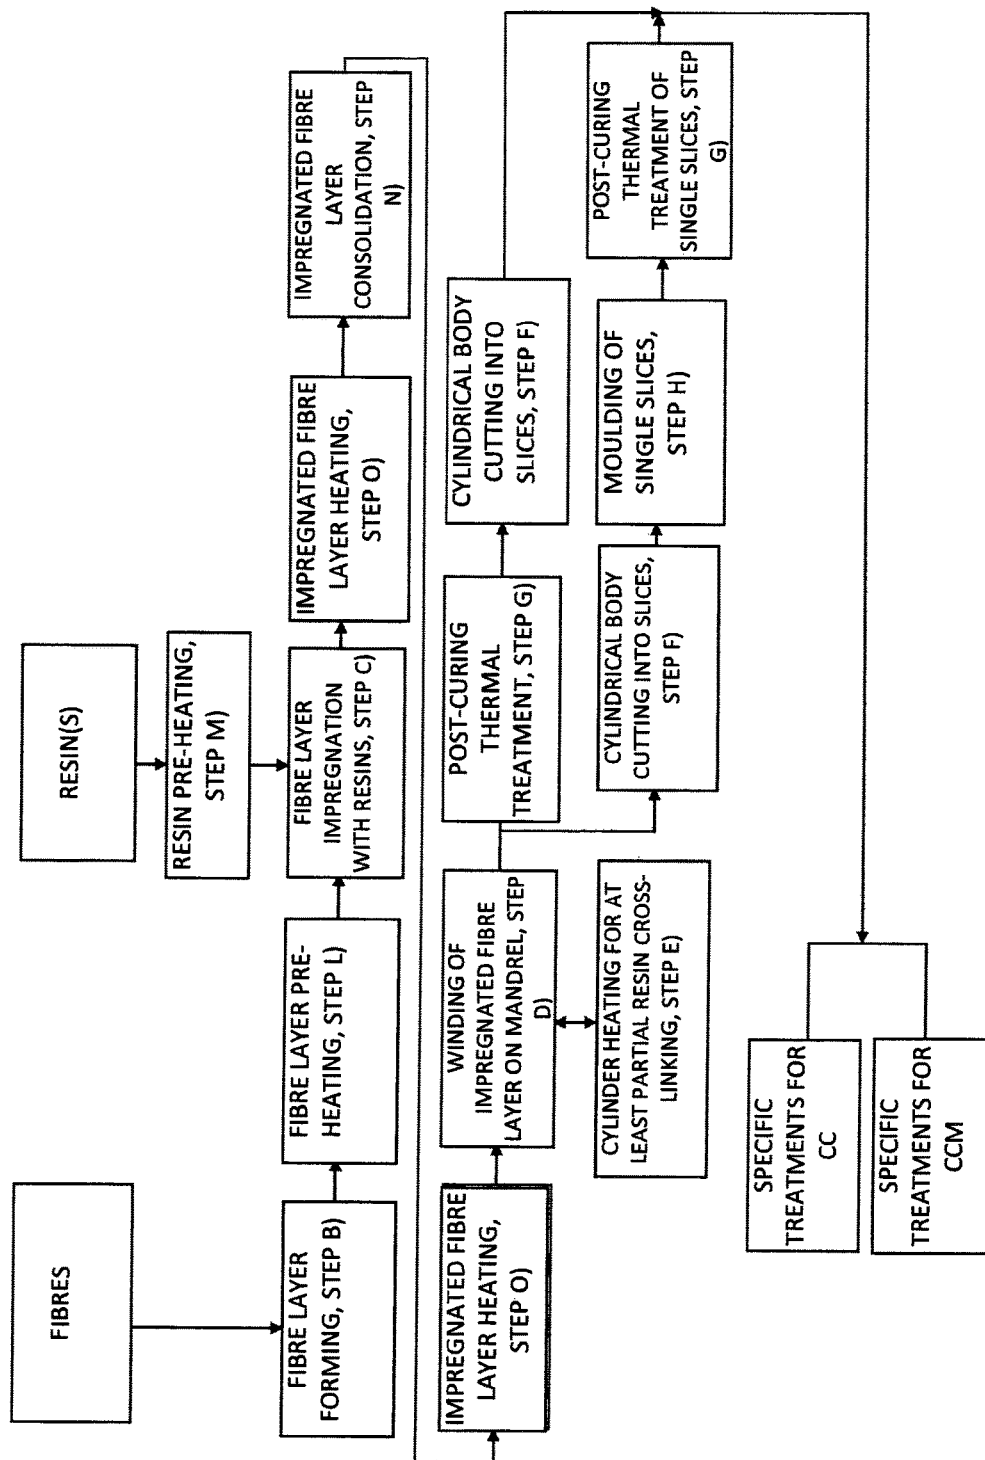 FIBRES
RESIN(S)
RESIN PRE-HEATING,
STEP M)
FIBRE LAYER
FORMING, STEP B)
FIBRE LAYER PRE-
HEATING, STEP L)
FIBRE LAYER
IMPREGNATION
WITH RESINS, STEP C)
IMPREGNATED FIBRE
LAYER HEATING,
STEP O)
IMPREGNATED FIBRE
LAYER
CONSOLIDATION, STEP
N)
IMPREGNATED FIBRE
LAYER HEATING,
STEP O)
WINDING OF
IMPREGNATED FIBRE
LAYER ON MANDREL, STEP
D)
POST-CURING
THERMAL
TREATMENT, STEP G)
CYLINDRICAL BODY
CUTTING INTO
SLICES, STEP F)
CYLINDER HEATING FOR AT
LEAST PARTIAL RESIN CROSS-
LINKING, STEP E)
CYLINDRICAL BODY
CUTTING INTO SLICES,
STEP F)
MOULDING OF
SINGLE SLICES,
STEP H)
POST-CURING
THERMAL
TREATMENT OF
SINGLE SLICES, STEP
G)
SPECIFIC
TREATMENTS FOR
CC
SPECIFIC
TREATMENTS FOR
CCM